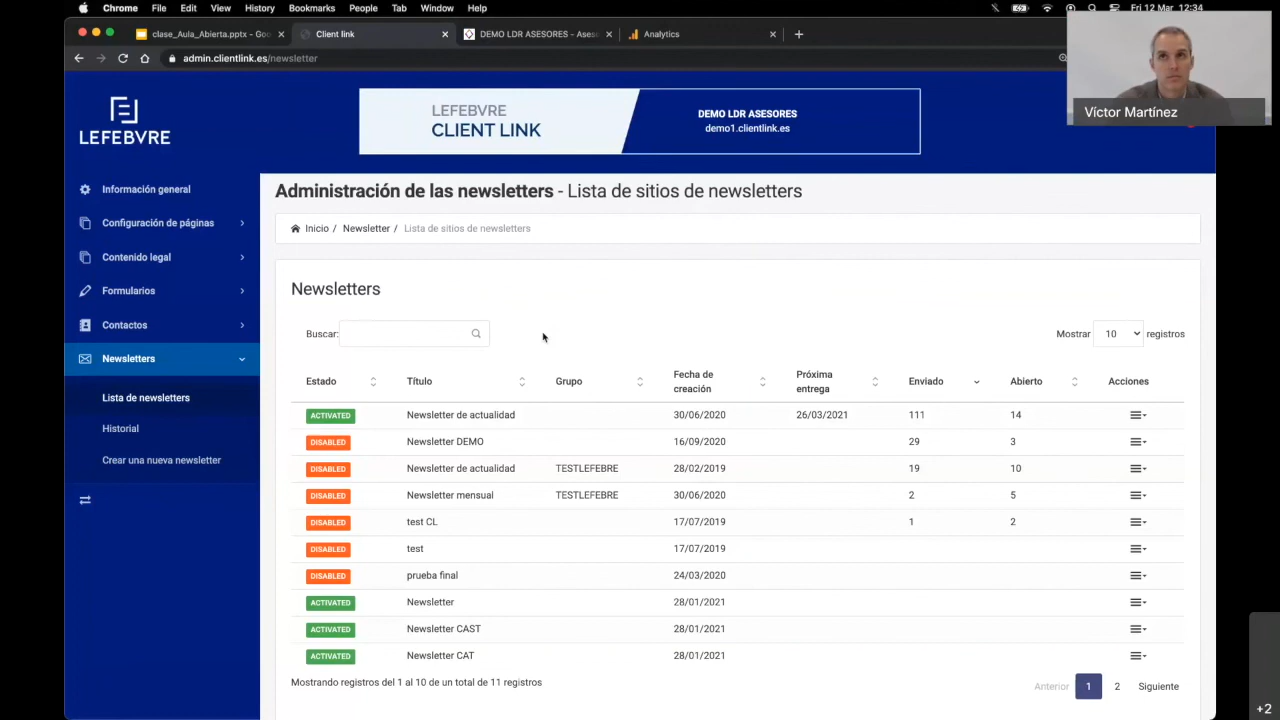 Chrome File Edit View History Bookmarks People Tab Window Help Fri 12 Mar 12:34
clase_Aula_Abierta.pptx - Goo Client link DEMO LDR ASESORES - Ases Analytics
admin.clientlink.es/newsletter
Víctor Martínez
LEFEBVRE
LEFEBVRE
CLIENT LINK
DEMO LDR ASESORES
demo1.clientlink.es
Información general
Configuración de páginas
Contenido legal
Formularios
Contactos
Newsletters
Lista de newsletters
Historial
Crear una nueva newsletter
Administración de las newsletters - Lista de sitios de newsletters
Inicio / Newsletter / Lista de sitios de newsletters
Newsletters
Buscar: Mostrar 10 registros
Estado Título Grupo Fecha de creación Próxima entrega Enviado Abierto Acciones
ACTIVATED Newsletter de actualidad 30/06/2020 26/03/2021 111 14
DISABLED Newsletter DEMO 16/09/2020 29 3
DISABLED Newsletter de actualidad TESTLEFEBRE 28/02/2019 19 10
DISABLED Newsletter mensual TESTLEFEBRE 30/06/2020 2 5
DISABLED test CL 17/07/2019 1 2
DISABLED test 17/07/2019
DISABLED prueba final 24/03/2020
ACTIVATED Newsletter 28/01/2021
ACTIVATED Newsletter CAST 28/01/2021
ACTIVATED Newsletter CAT 28/01/2021
Mostrando registros del 1 al 10 de un total de 11 registros
Anterior 1 2 Siguiente
+2